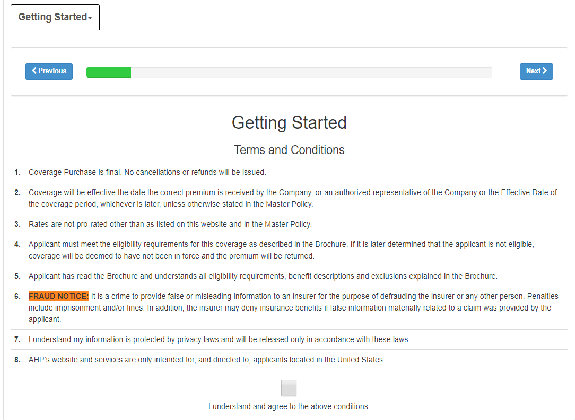 Getting Started
Previous
Next
Getting Started
Terms and Conditions
1. Coverage Purchase is final. No cancellations or refunds will be issued.
2. Coverage will be effective the date the correct premium is received by the Company, or an authorized representative of the Company or the Effective Date of
the coverage period, whichever is later, unless otherwise stated in the Master Policy.
3. Rates are not pro-rated other than as listed on this website and in the Master Policy.
4. Applicant must meet the eligibility requirements for this coverage as described in the Brochure. If it is later determined that the applicant is not eligible,
coverage will be deemed to have not been in force and the premium will be returned.
5. Applicant has read the Brochure and understands all eligibility requirements, benefit descriptions and exclusions explained in the Brochure.
6. FRAUD NOTICE: It is a crime to provide false or misleading information to an insurer for the purpose of defrauding the insurer or any other person. Penalties
include imprisonment and/or fines. In addition, the insurer may deny insurance benefits if false information materially related to a claim was provided by the
applicant.
7. I understand my information is protected by privacy laws and will be released only in accordance with these laws.
8. AHP's website and services are only intended for, and directed to, applicants located in the United States.
I understand and agree to the above conditions